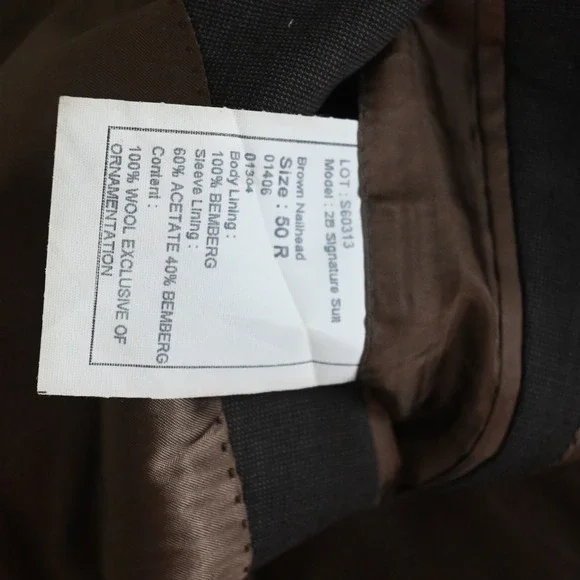 LOT : S60313
Model : 2B Signature Suit
Brown Nailhead
Size : 50 R
01406
01304
Body Lining :
100% BEMBERG
Sleeve Lining :
60% ACETATE 40% BEMBERG
Content :
100% WOOL EXCLUSIVE OF
ORNAMENTATION